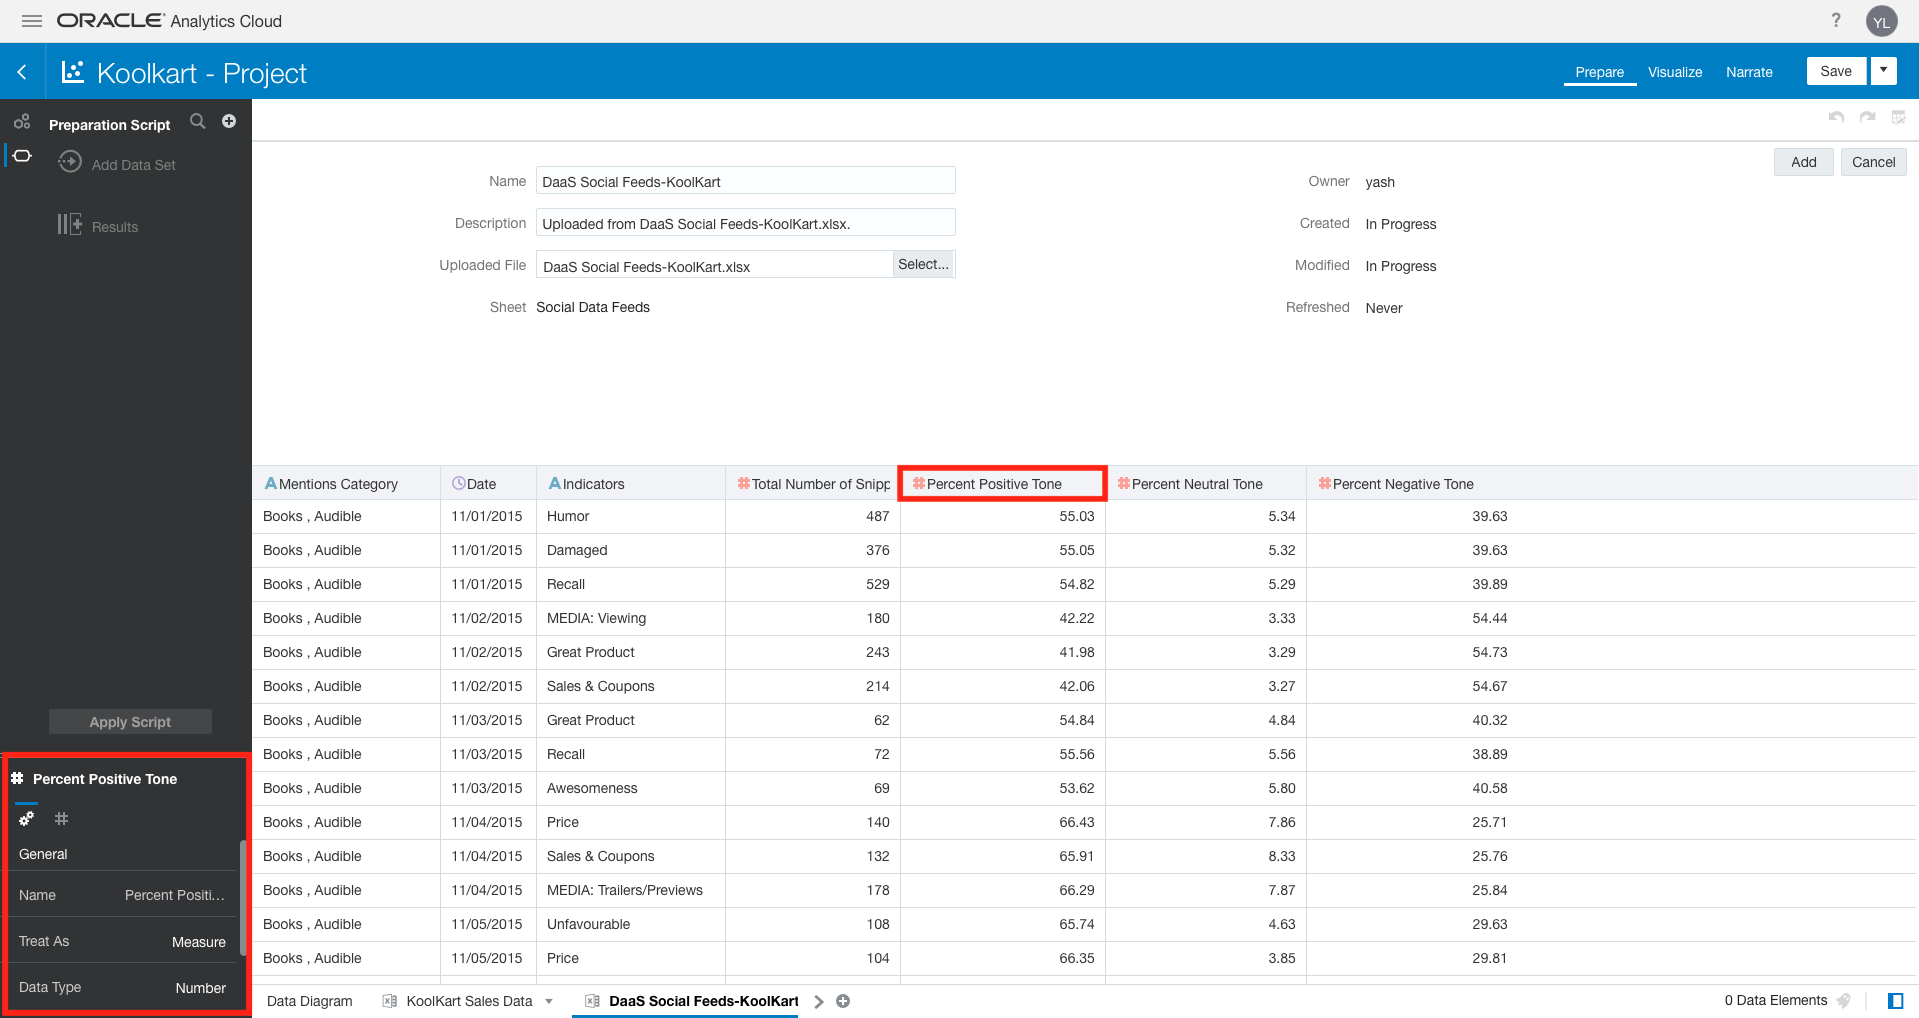 ORACLE Analytics Cloud
?
YL
Koolkart - Project
Prepare Visualize Narrate Save
Preparation Script
Add Data Set
Results
Apply Script
Add Cancel
Name DaaS Social Feeds-KoolKart Owner yash
Description Uploaded from DaaS Social Feeds-KoolKart.xlsx. Created In Progress
Uploaded File DaaS Social Feeds-KoolKart.xlsx Select... Modified In Progress
Sheet Social Data Feeds Refreshed Never
A Mentions Category Date A Indicators # Total Number of Snipp # Percent Positive Tone # Percent Neutral Tone # Percent Negative Tone
Books , Audible 11/01/2015 Humor 487 55.03 5.34 39.63
Books , Audible 11/01/2015 Damaged 376 55.05 5.32 39.63
Books , Audible 11/01/2015 Recall 529 54.82 5.29 39.89
Books , Audible 11/02/2015 MEDIA: Viewing 180 42.22 3.33 54.44
Books , Audible 11/02/2015 Great Product 243 41.98 3.29 54.73
Books , Audible 11/02/2015 Sales & Coupons 214 42.06 3.27 54.67
Books , Audible 11/03/2015 Great Product 62 54.84 4.84 40.32
Books , Audible 11/03/2015 Recall 72 55.56 5.56 38.89
Books , Audible 11/03/2015 Awesomeness 69 53.62 5.80 40.58
Books , Audible 11/04/2015 Price 140 66.43 7.86 25.71
Books , Audible 11/04/2015 Sales & Coupons 132 65.91 8.33 25.76
Books , Audible 11/04/2015 MEDIA: Trailers/Previews 178 66.29 7.87 25.84
Books , Audible 11/05/2015 Unfavourable 108 65.74 4.63 29.63
Books , Audible 11/05/2015 Price 104 66.35 3.85 29.81
# Percent Positive Tone
#
General
Name Percent Positi...
Treat As Measure
Data Type Number
Data Diagram KoolKart Sales Data DaaS Social Feeds-KoolKart 0 Data Elements